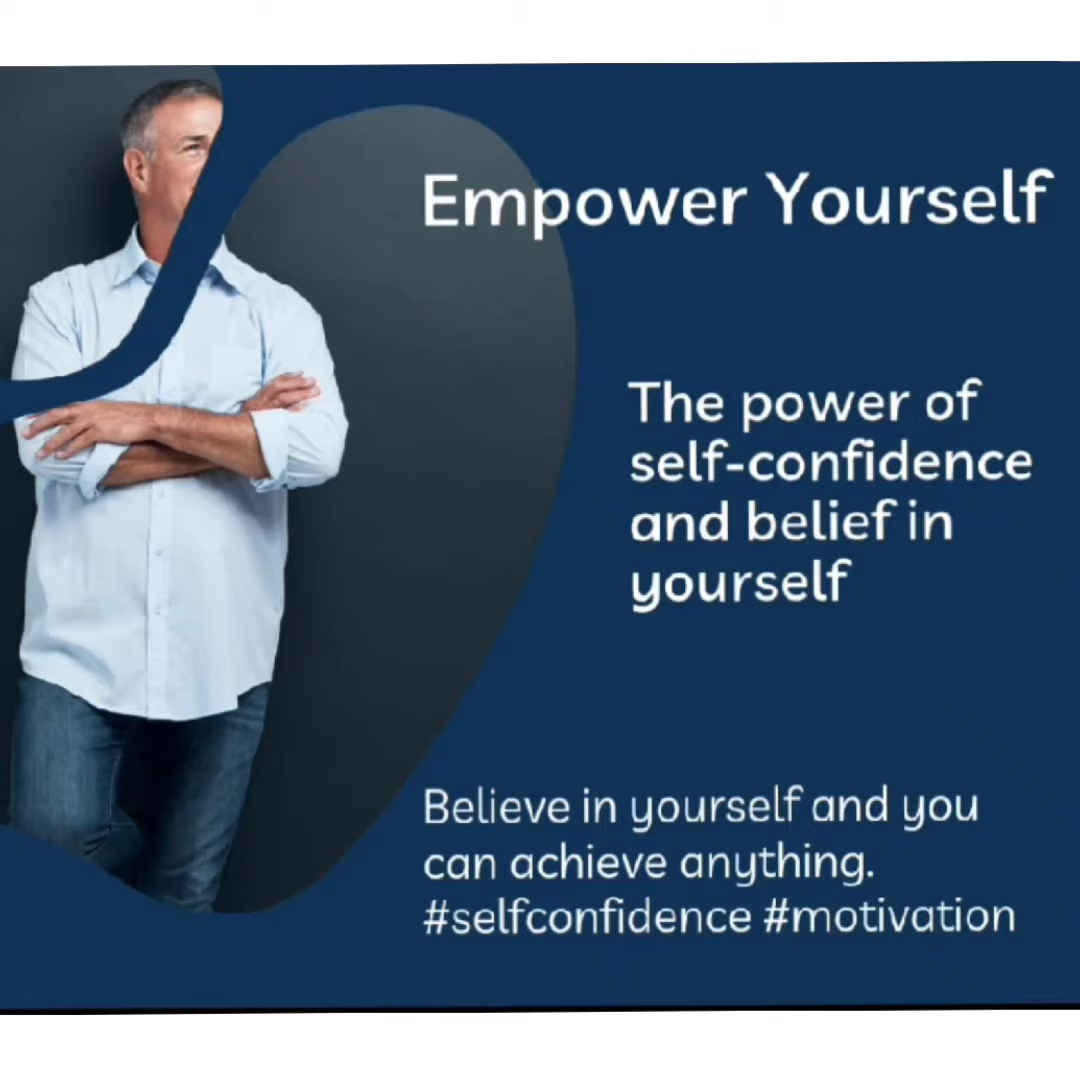 Empower Yourself
The power of
self-confidence
and belief in
yourself
Believe in yourself and you
can achieve anything.
#selfconfidence #motivation